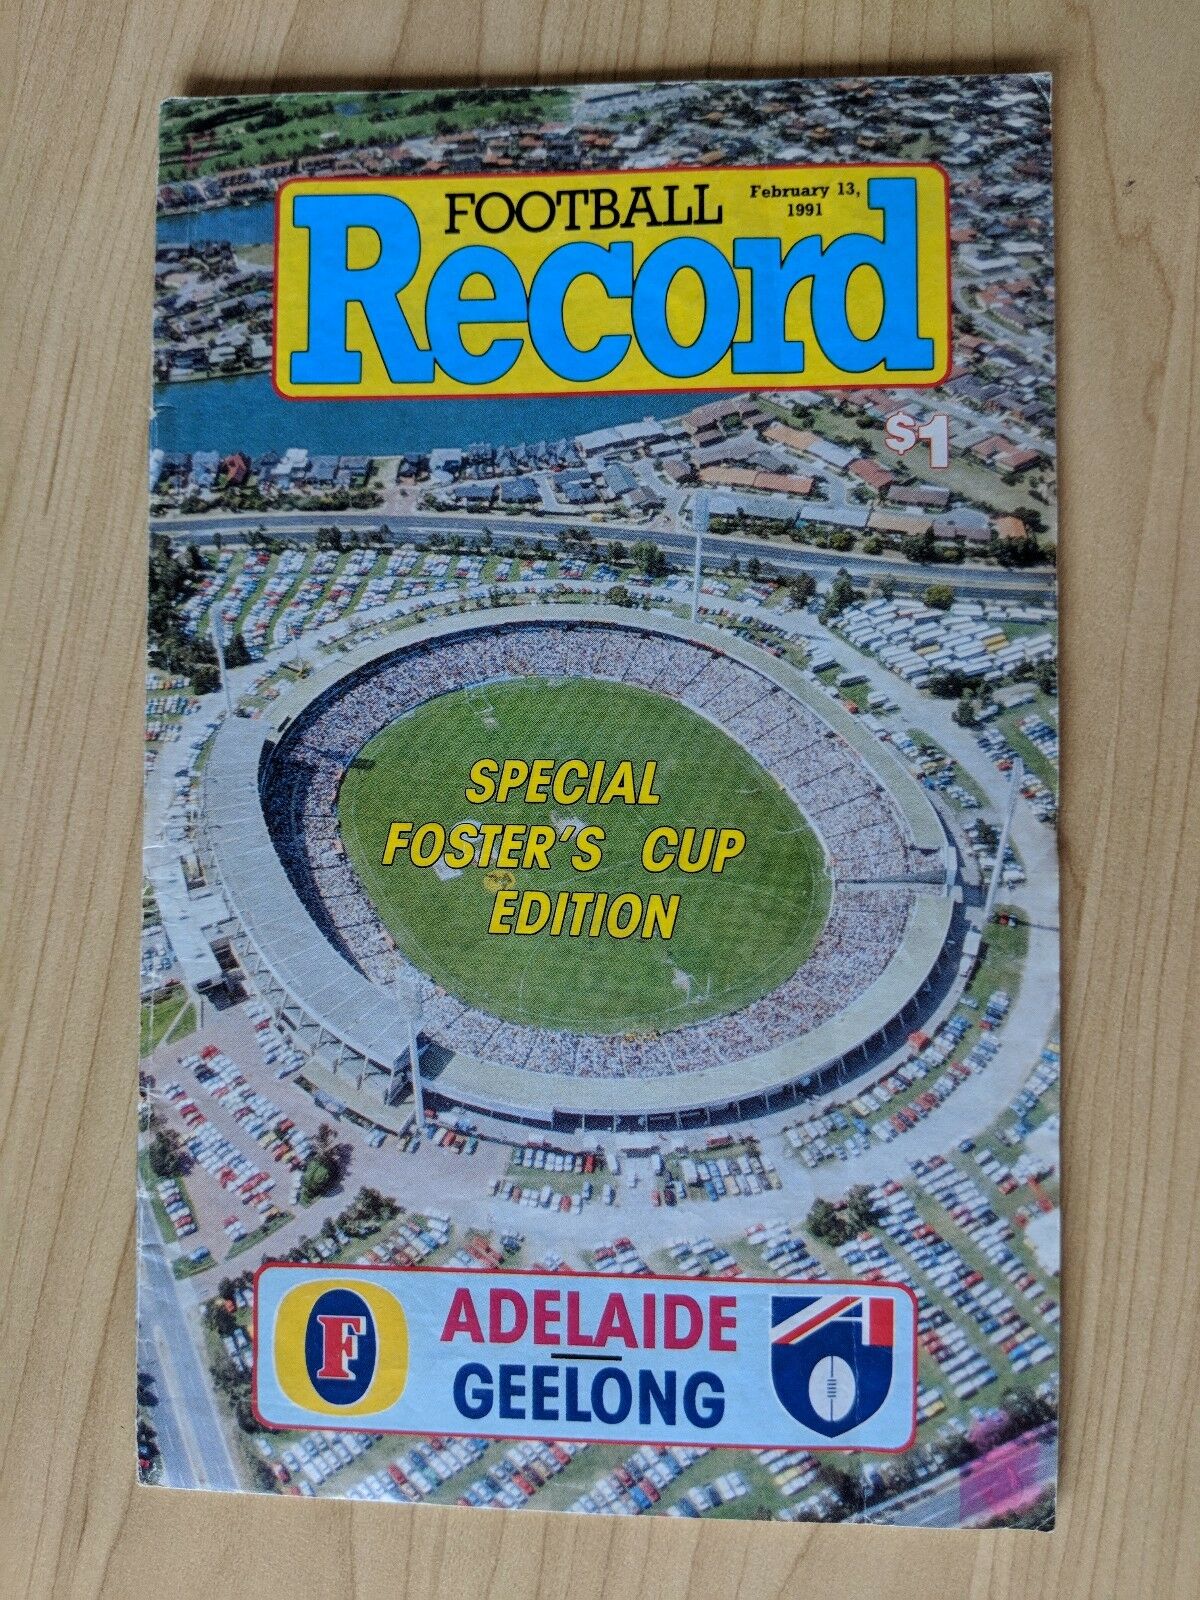 FOOTBALL
February 13,
1991
Record
$1
SPECIAL
FOSTER'S CUP
EDITION
F
ADELAIDE
GEELONG